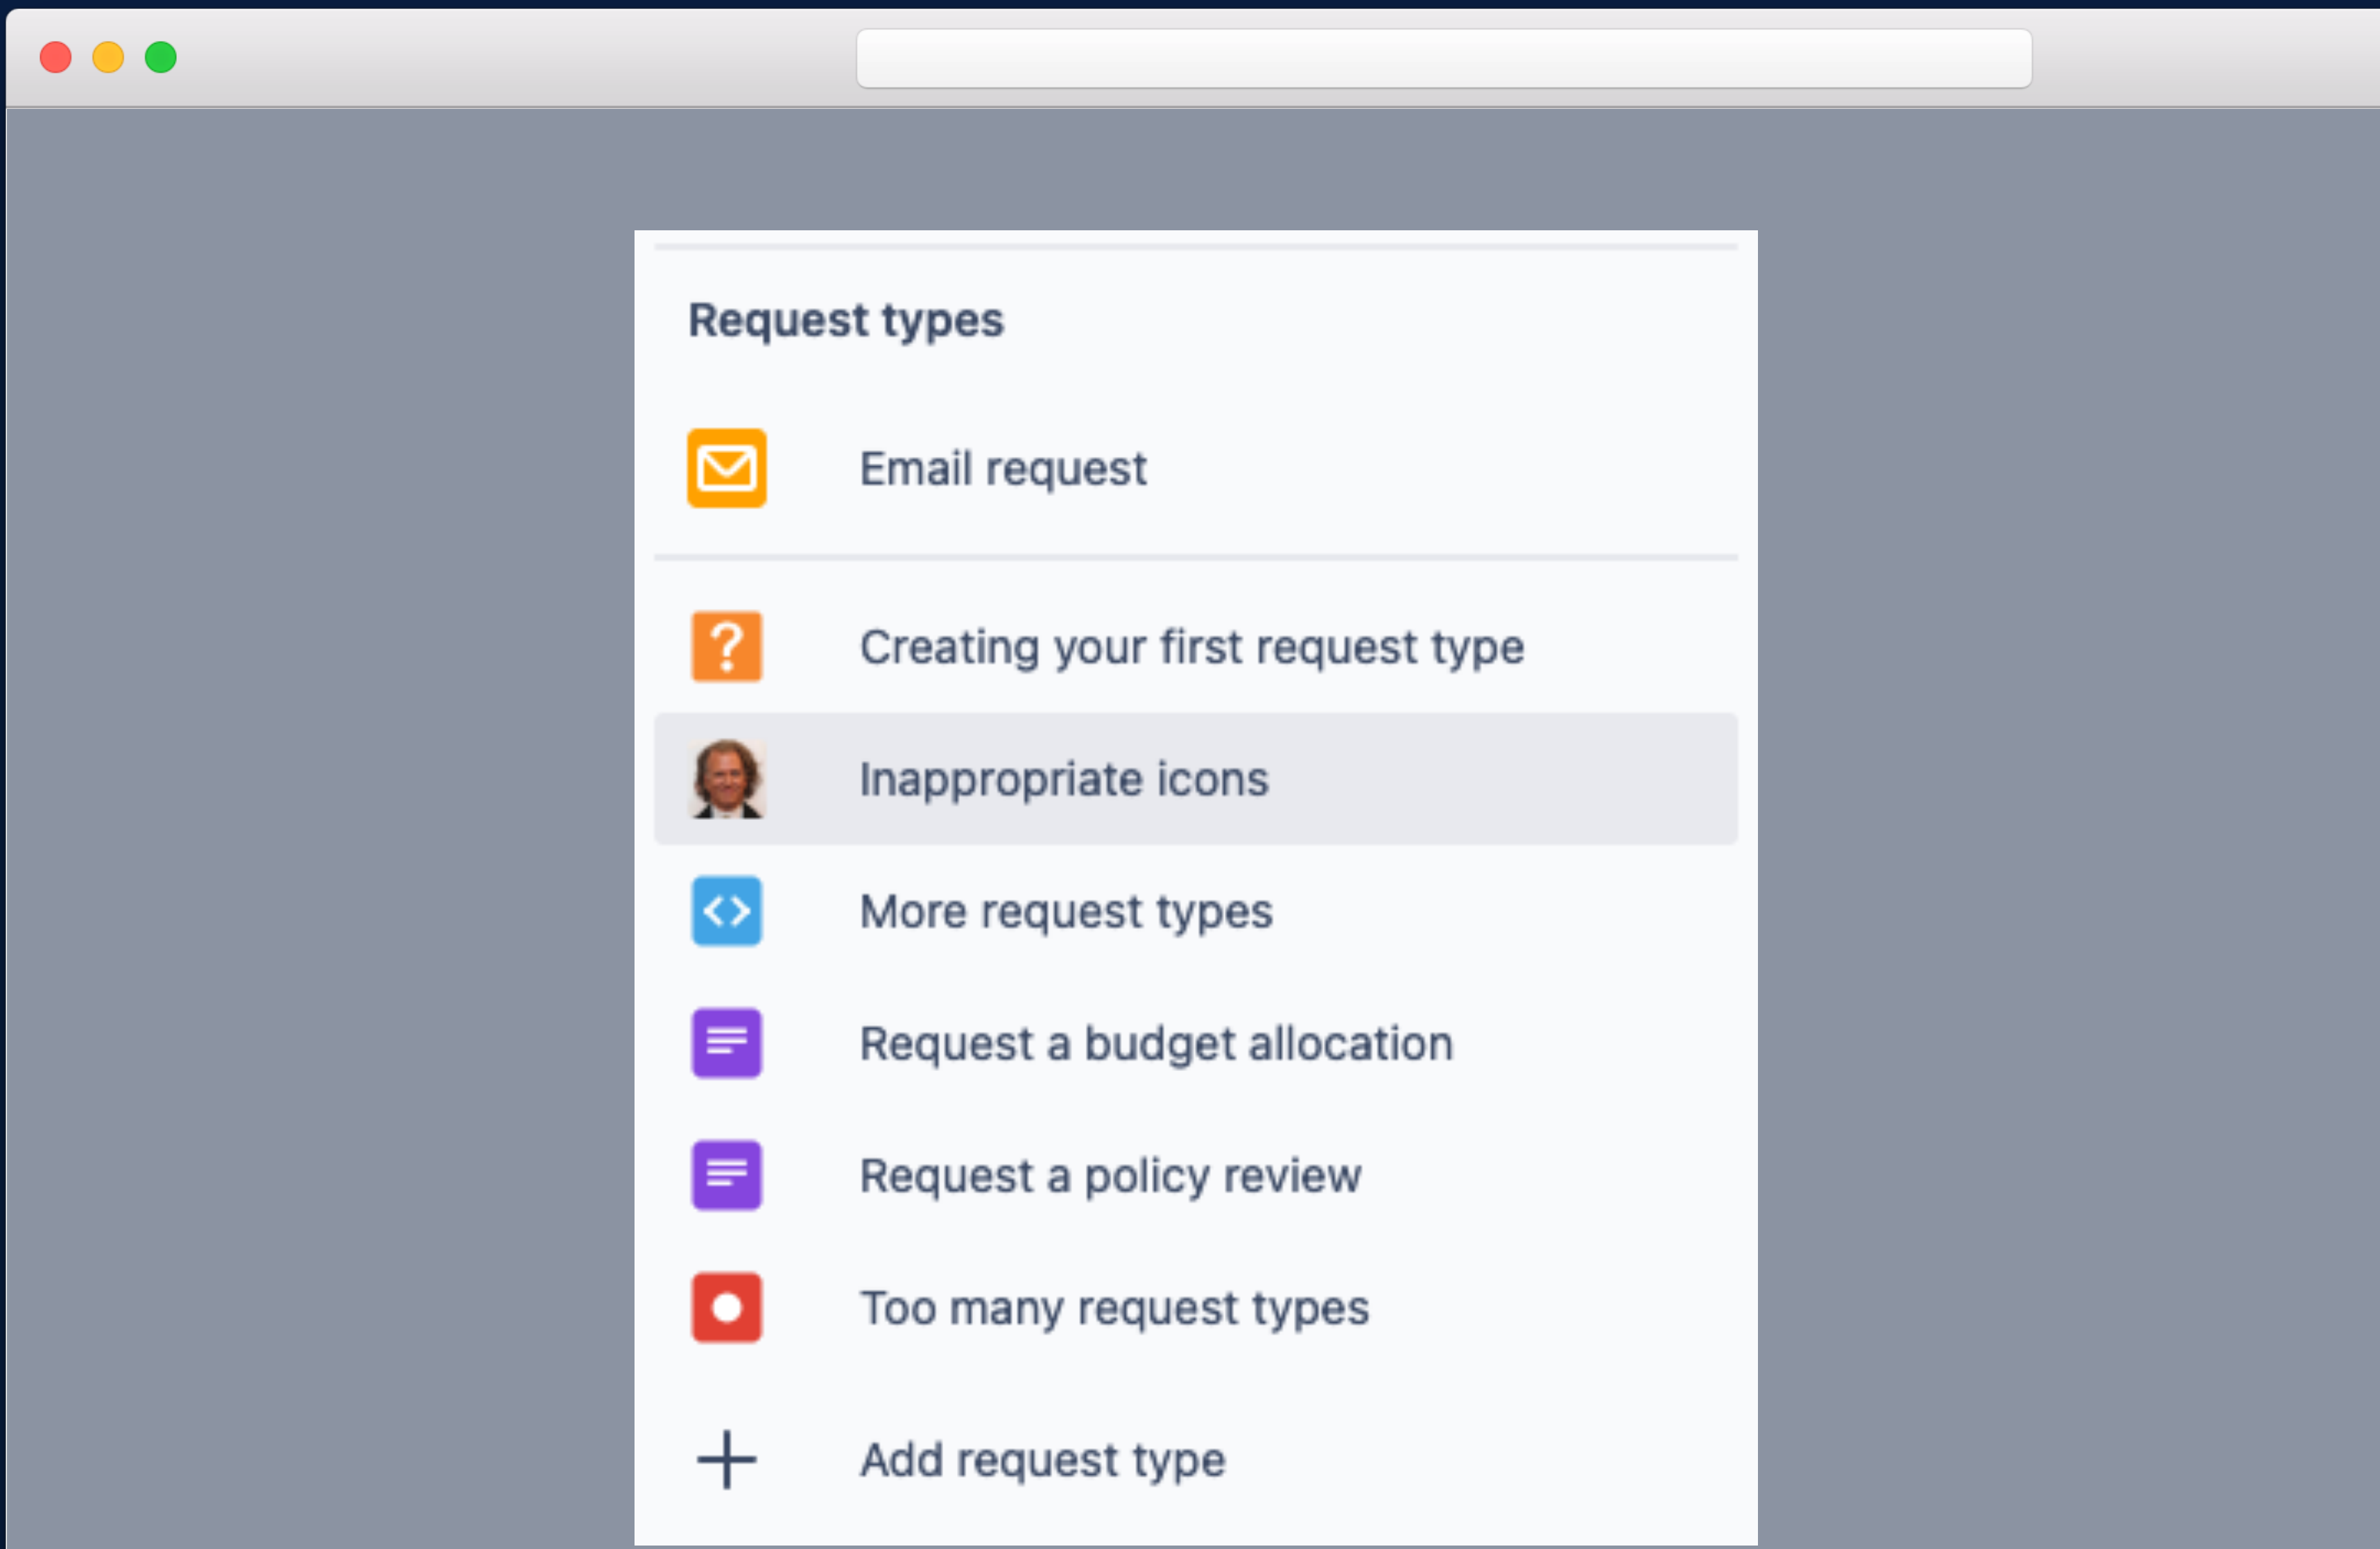 Request types
Email request
Creating your first request type
Inappropriate icons
More request types
Request a budget allocation
Request a policy review
Too many request types
Add request type